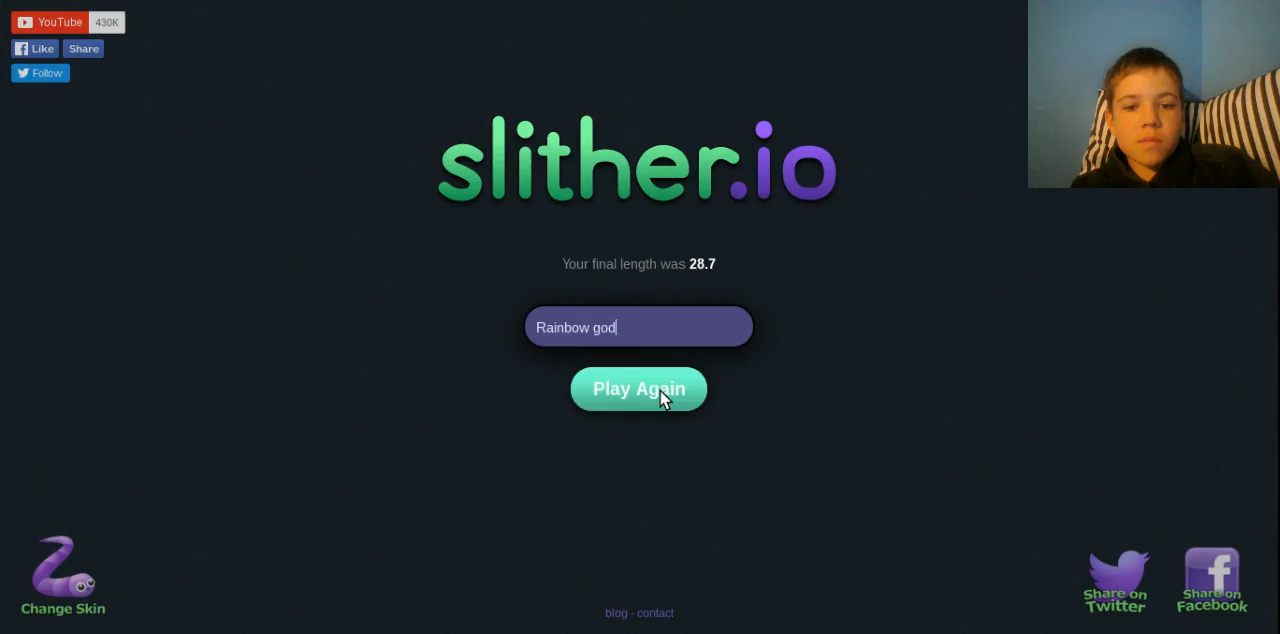 YouTube 430K
Like Share
Follow
slither.io
Your final length was 28.7
Rainbow god
Play Again
Change Skin
Share on
Twitter
Share on
Facebook
blog - contact